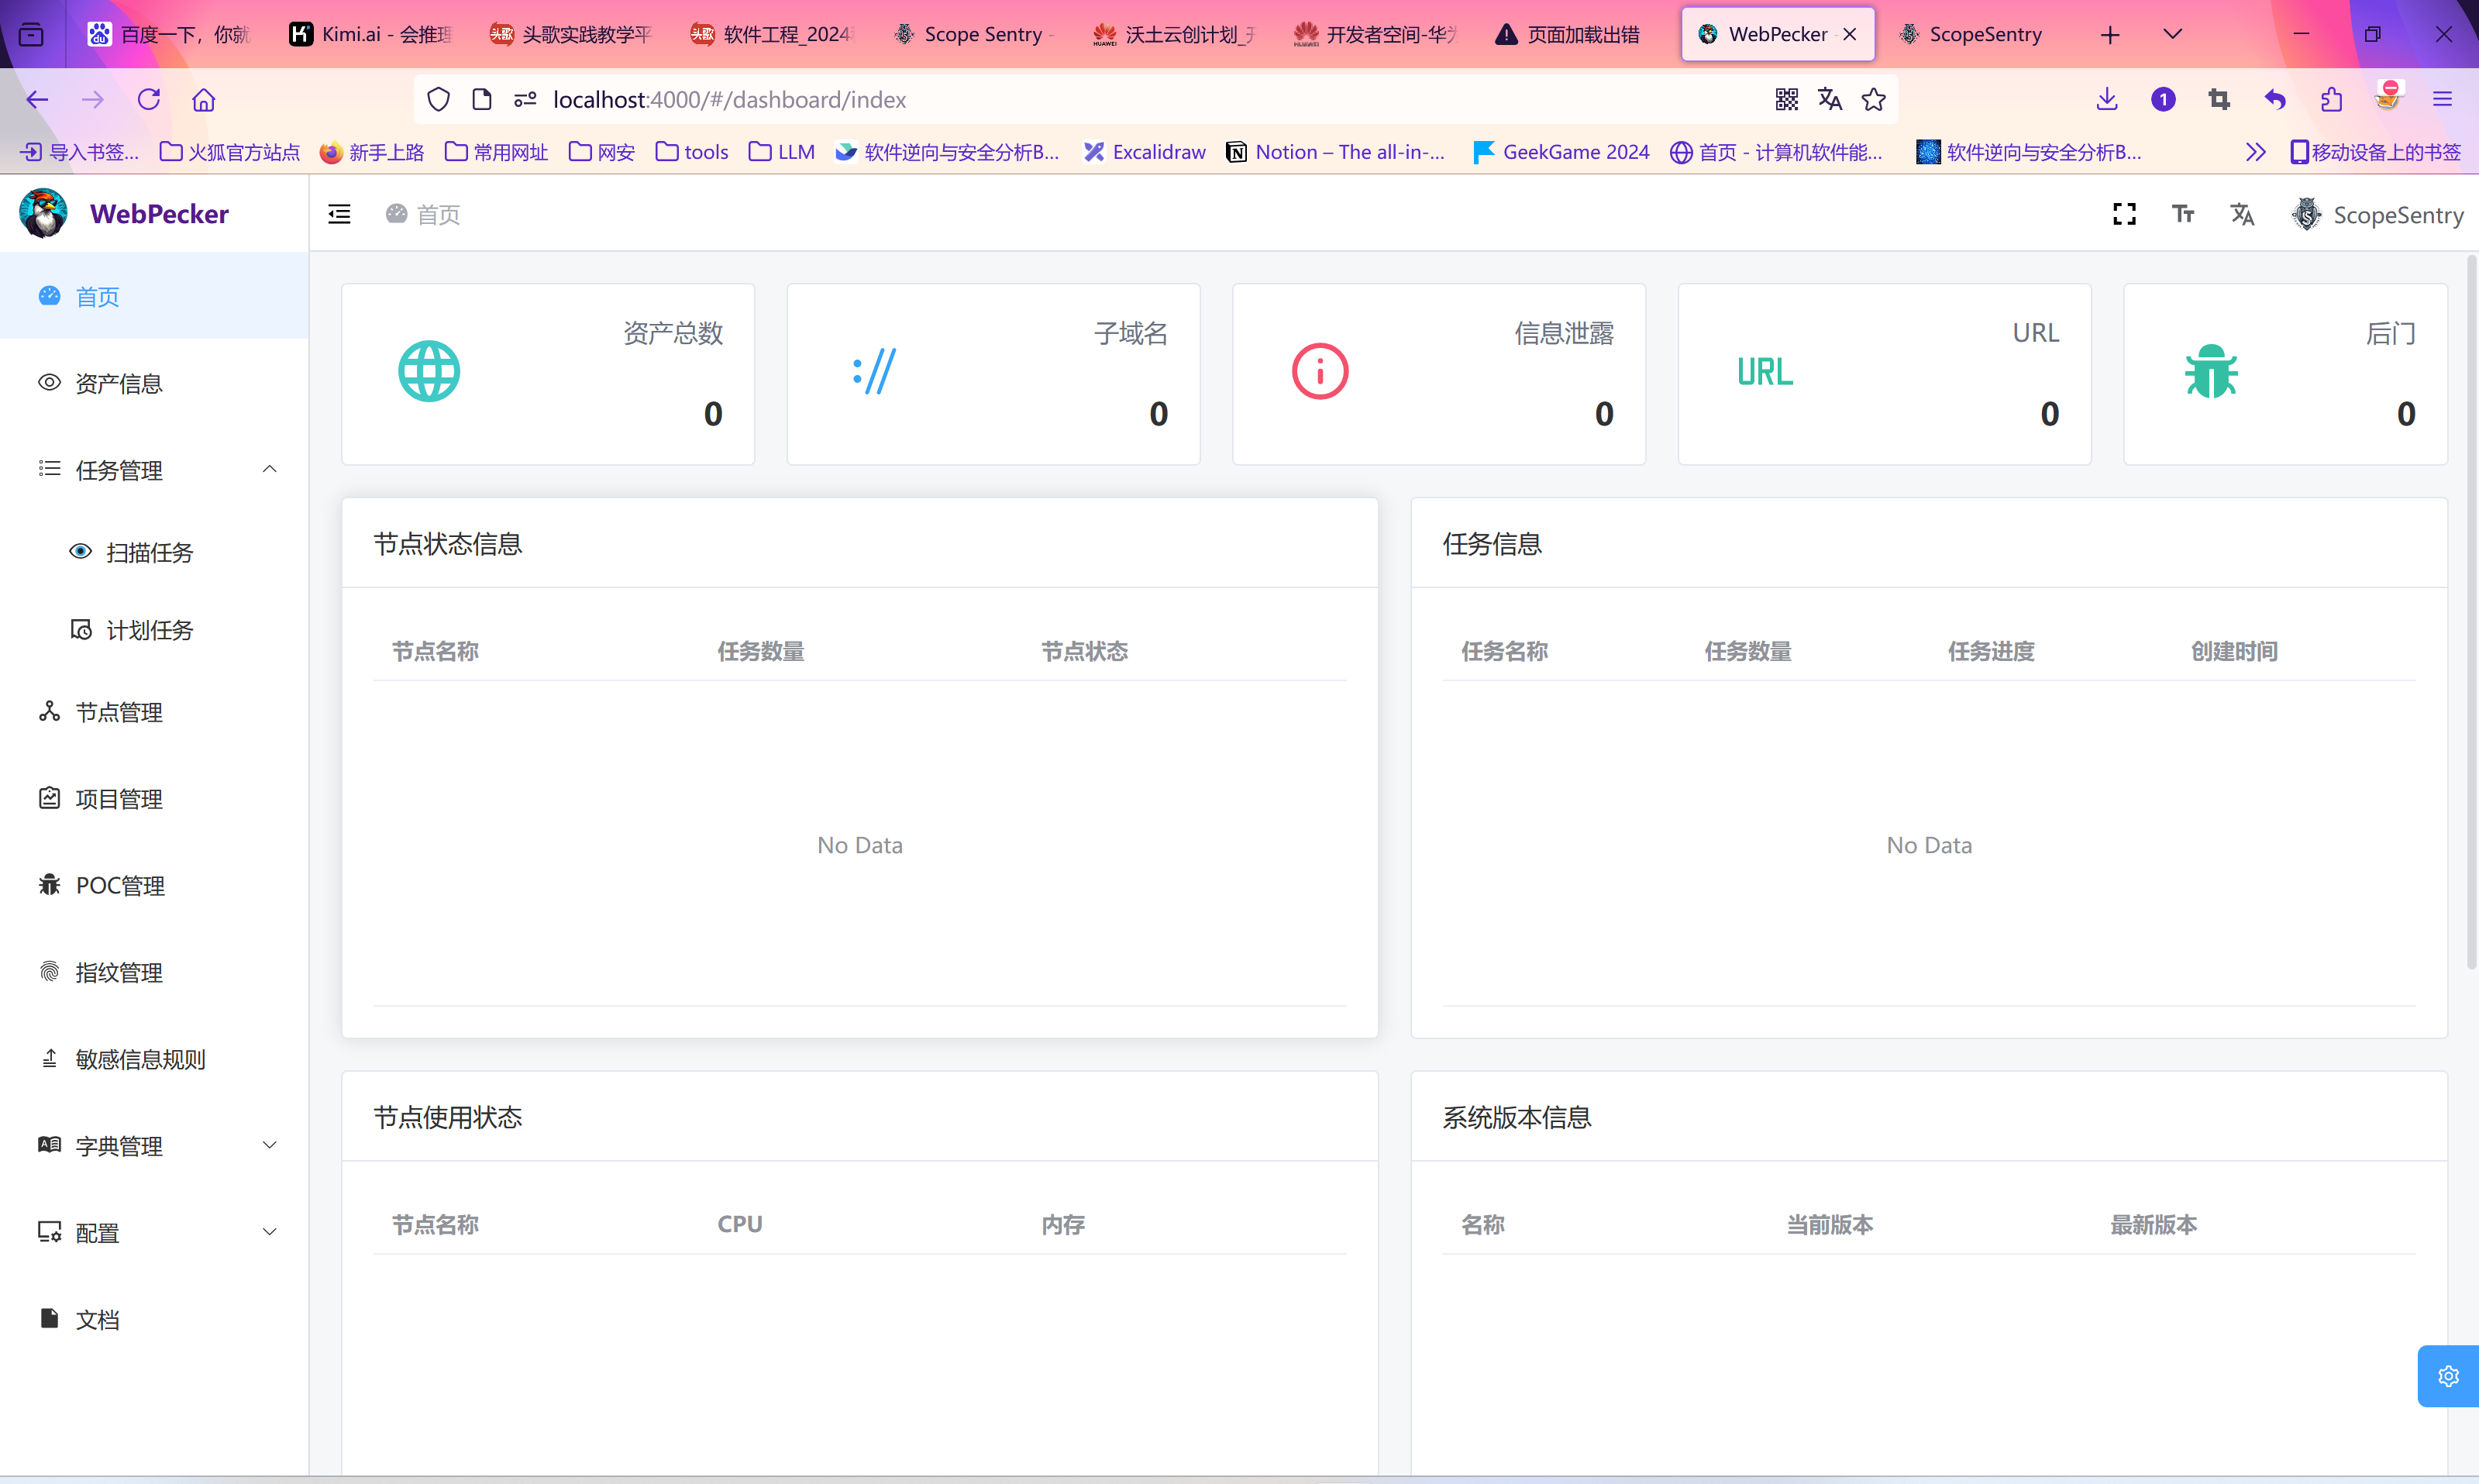 百度一下，你就
Kimi.ai - 会推理
头歌实践教学平
软件工程_2024
Scope Sentry -
沃土云创计划_开
开发者空间-华为
页面加载出错
WebPecker
ScopeSentry
localhost:4000/#/dashboard/index
1
导入书签...
火狐官方站点
新手上路
常用网址
网安
tools
LLM
软件逆向与安全分析B...
Excalidraw
Notion – The all-in-...
GeekGame 2024
首页 - 计算机软件能...
软件逆向与安全分析B...
移动设备上的书签
WebPecker
首页
ScopeSentry
首页
资产信息
任务管理
扫描任务
计划任务
节点管理
项目管理
POC管理
指纹管理
敏感信息规则
字典管理
配置
文档
资产总数
0
子域名
0
信息泄露
0
URL
URL
0
后门
0
节点状态信息
节点名称 任务数量 节点状态
No Data
任务信息
任务名称 任务数量 任务进度 创建时间
No Data
节点使用状态
节点名称 CPU 内存
系统版本信息
名称 当前版本 最新版本